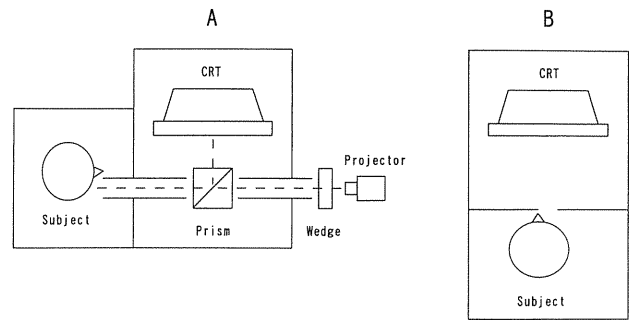 A
B
CRT
CRT
Projector
Subject
Prism
Wedge
Subject